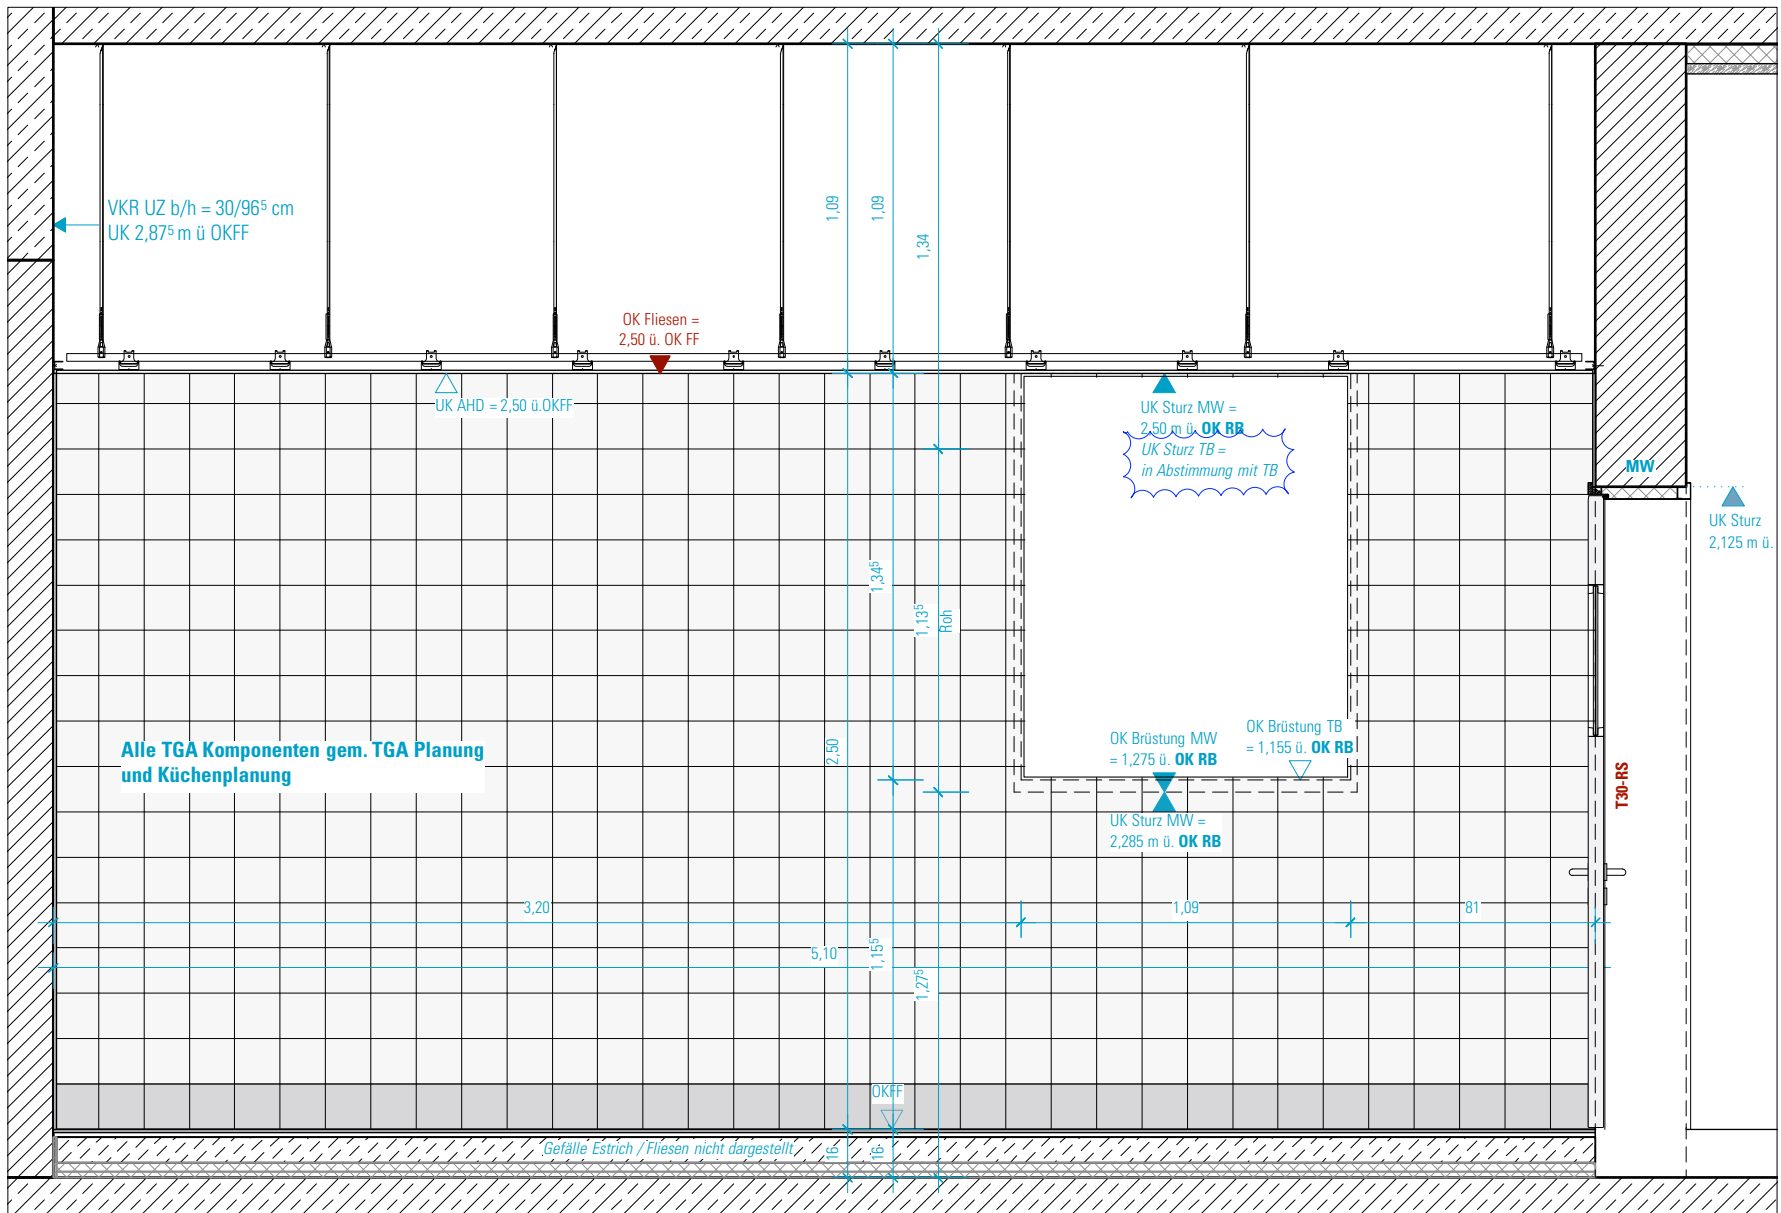 VKR UZ b/h = 30/96⁵ cm
UK 2,87⁵ m ü OKFF
1,09
1,09
1,34
OK Fliesen =
2,50 ü. OK FF
UK AHD = 2,50 ü.OKFF
UK Sturz MW =
2,50 m ü. OK RB
UK Sturz TB =
in Abstimmung mit TB
MW
UK Sturz
2,125 m ü.
1,34⁵
1,13⁵
Roh
2,50
OK Brüstung MW
= 1,275 ü. OK RB
OK Brüstung TB
= 1,155 ü. OK RB
UK Sturz MW =
2,285 m ü. OK RB
Alle TGA Komponenten gem. TGA Planung
und Küchenplanung
T30-RS
3,20
1,09
81
5,10
1,15⁵
1,27⁵
OKFF
Gefälle Estrich / Fliesen nicht dargestellt
16
16